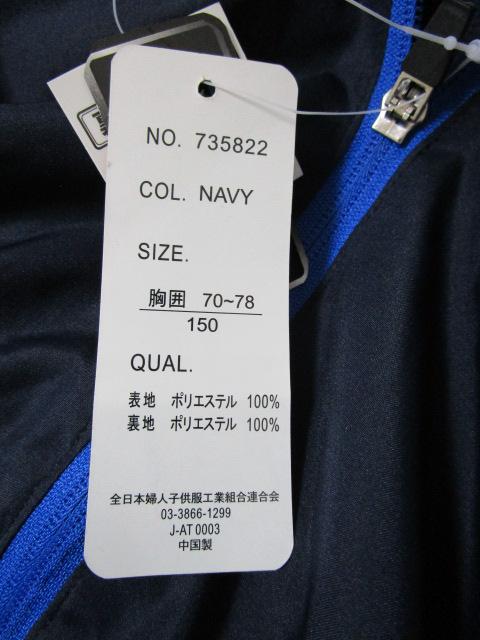 NO. 735822
COL. NAVY
SIZE.
胸囲 70~78
150
QUAL.
表地 ポリエステル 100%
裏地 ポリエステル 100%
全日本婦人子供服工業組合連合会
03-3866-1299
J-AT 0003
中国製